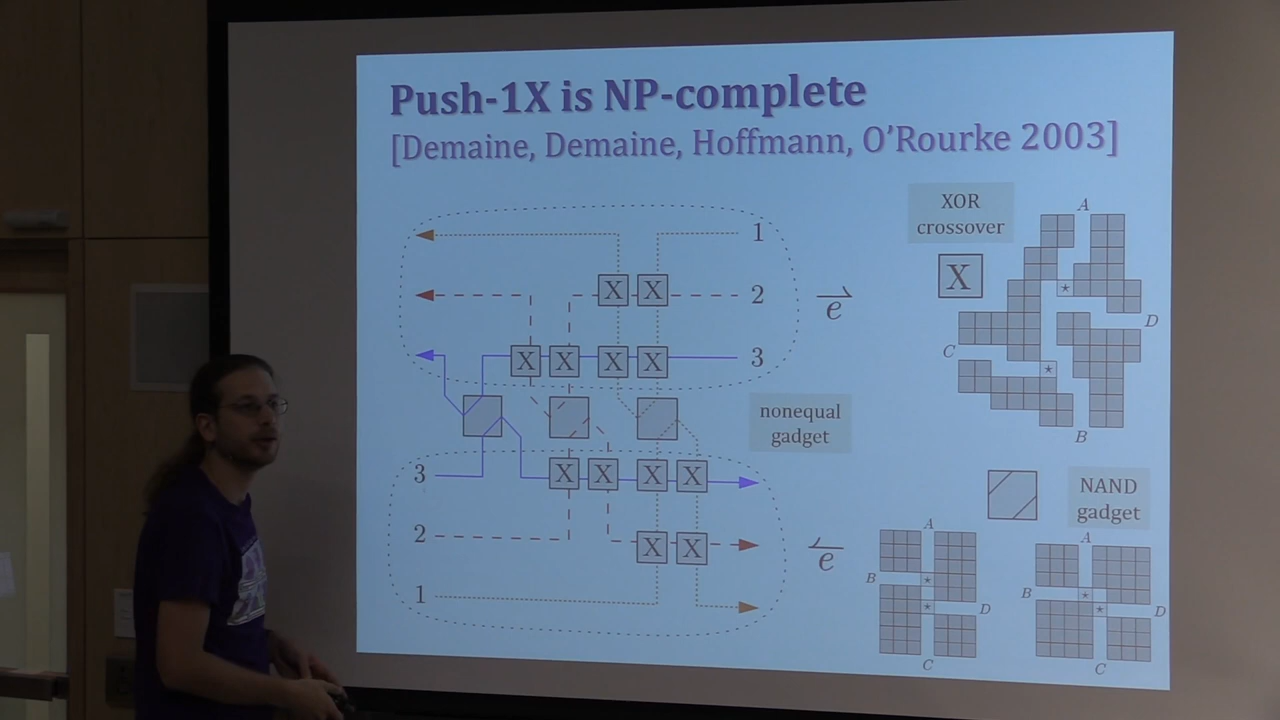 Push-1X is NP-complete
[Demaine, Demaine, Hoffmann, O'Rourke 2003]
1
2
3
X X
X X X X
e
nonequal
gadget
3
2
1
X X X X
X X
e
XOR
crossover
X
A
D
C
B
NAND
gadget
A
B
D
C
A
B
D
C